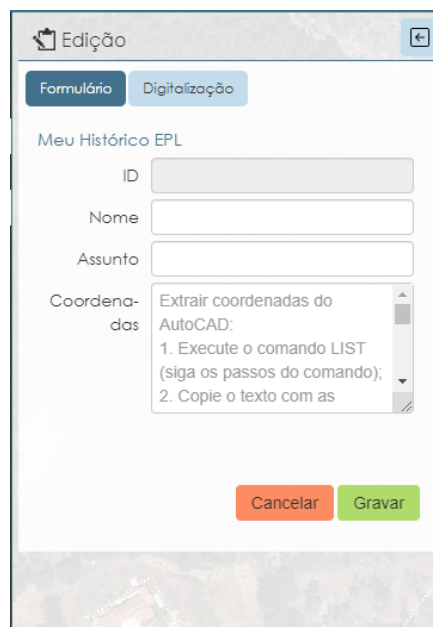 Edição
Formulário Digitalização
Meu Histórico EPL
ID
Nome
Assunto
Coordena-
das
Extrair coordenadas do
AutoCAD:
1. Execute o comando LIST
(siga os passos do comando);
2. Copie o texto com as
Cancelar Gravar